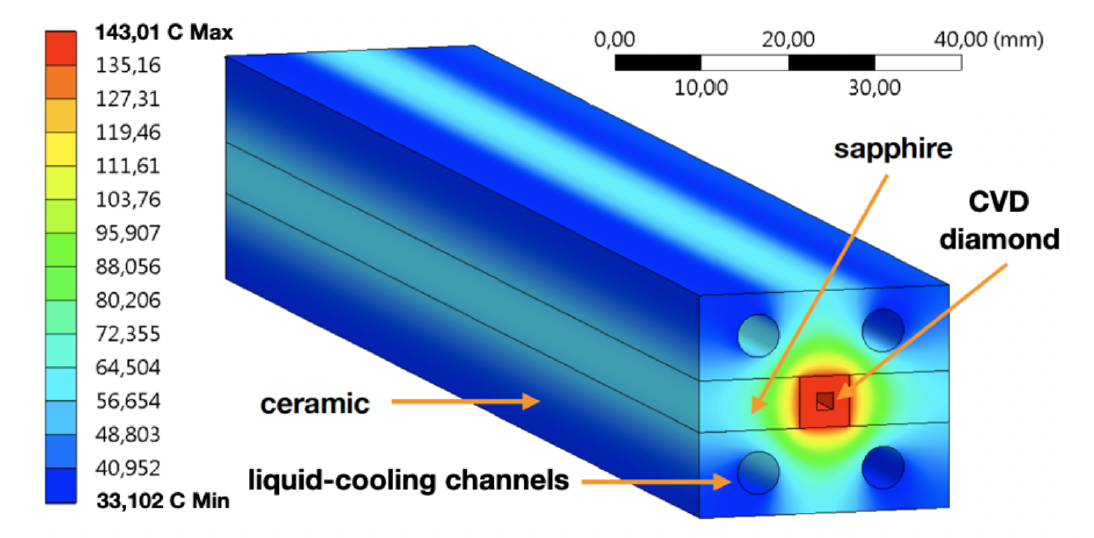 143,01 C Max
135,16
127,31
119,46
111,61
103,76
95,907
88,056
80,206
72,355
64,504
56,654
48,803
40,952
33,102 C Min
0,00 20,00 40,00 (mm)
10,00 30,00
sapphire
CVD
diamond
ceramic
liquid-cooling channels